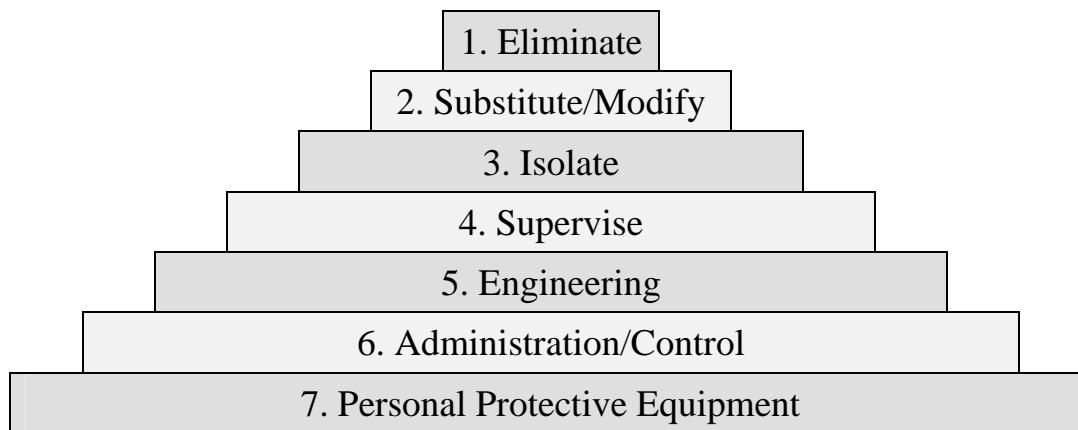 1. Eliminate
2. Substitute/Modify
3. Isolate
4. Supervise
5. Engineering
6. Administration/Control
7. Personal Protective Equipment